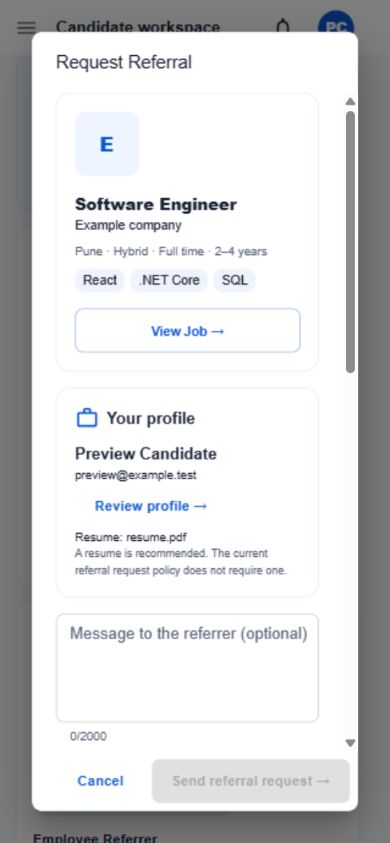 Candidate workspace
PC
Request Referral
E
Software Engineer
Example company
Pune · Hybrid · Full time · 2–4 years
React .NET Core SQL
View Job →
Your profile
Preview Candidate
preview@example.test
Review profile →
Resume: resume.pdf
A resume is recommended. The current
referral request policy does not require one.
Message to the referrer (optional)
0/2000
Cancel Send referral request →
Employee Referrer